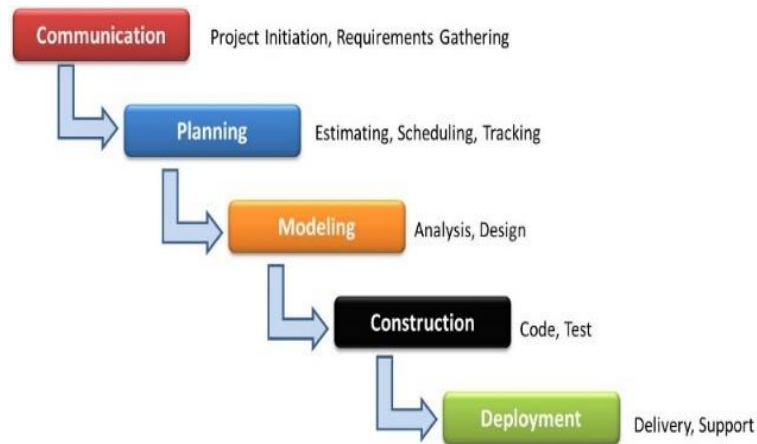 Communication
Project Initiation, Requirements Gathering
Planning
Estimating, Scheduling, Tracking
Modeling
Analysis, Design
Construction
Code, Test
Deployment
Delivery, Support